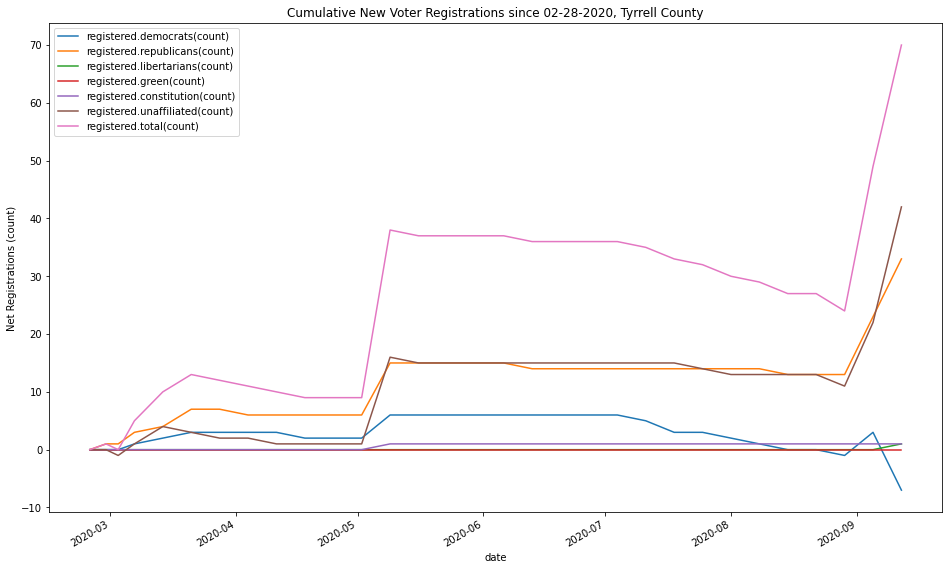 Cumulative New Voter Registrations since 02-28-2020, Tyrrell County
registered.democrats(count)
registered.republicans(count)
registered.libertarians(count)
registered.green(count)
registered.constitution(count)
registered.unaffiliated(count)
registered.total(count)
Net Registrations (count)
70
60
50
40
30
20
10
0
−10
2020-03
2020-04
2020-05
2020-06
2020-07
2020-08
2020-09
date